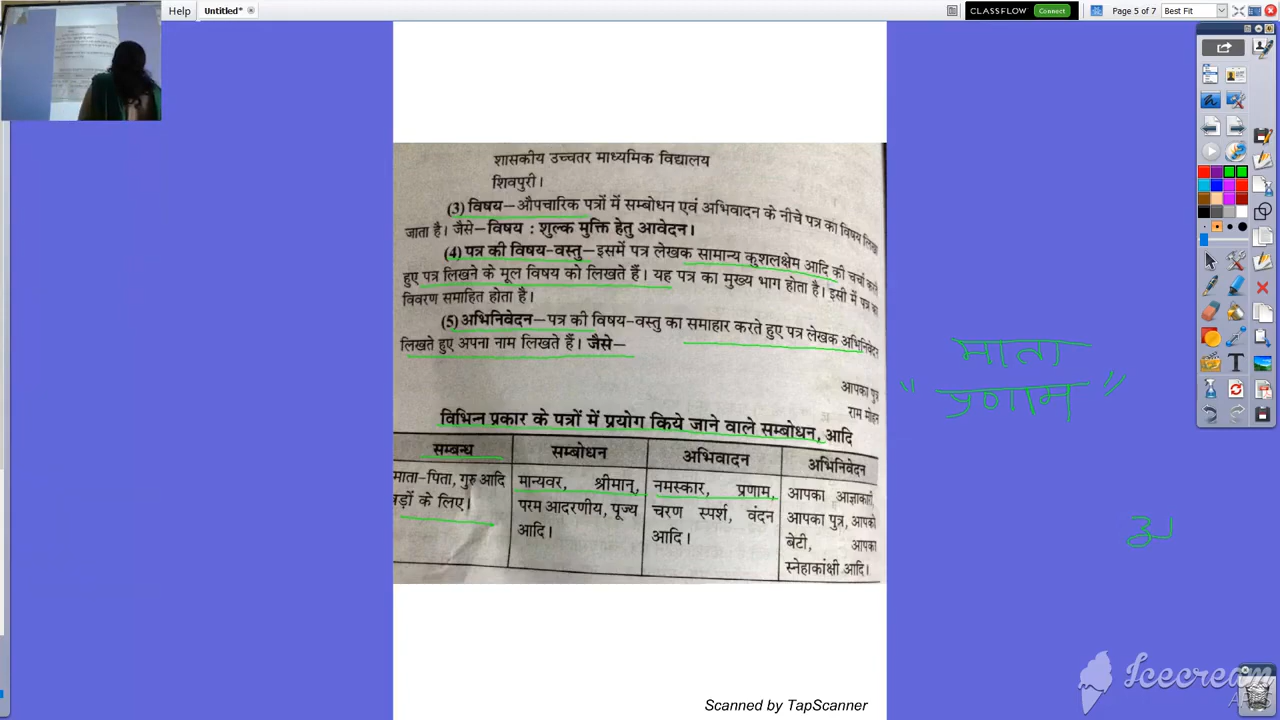 Help Untitled* CLASSFLOW Connect Page 5 of 7 Best Fit
शासकीय उच्चतर माध्यमिक विद्यालय
शिवपुरी।
(3) विषय—औपचारिक पत्रों में सम्बोधन एवं अभिवादन के नीचे पत्र का विषय लिखा
जाता है। जैसे—विषय : शुल्क मुक्ति हेतु आवेदन।
(4) पत्र की विषय-वस्तु—इसमें पत्र लेखक सामान्य कुशलक्षेम आदि की चर्चा करते
हुए पत्र लिखने के मूल विषय को लिखते हैं। यह पत्र का मुख्य भाग होता है। इसी में पत्र का
विवरण समाहित होता है।
(5) अभिनिवेदन—पत्र की विषय-वस्तु का समाहार करते हुए पत्र लेखक अभिनिवेदन
लिखते हुए अपना नाम लिखते हैं। जैसे—
माता
आपका पुत्र
राम मोहन
" प्रणाम "
विभिन्न प्रकार के पत्रों में प्रयोग किये जाने वाले सम्बोधन, आदि
सम्बन्ध सम्बोधन अभिवादन अभिनिवेदन
माता-पिता, गुरु आदि मान्यवर, श्रीमान्, नमस्कार, प्रणाम, आपका आज्ञाकारी,
बड़ों के लिए। परम आदरणीय, पूज्य चरण स्पर्श, वंदन आपका पुत्र, आपकी
आदि। आदि। बेटी, आपका
स्नेहाकांक्षी आदि।
Icecream
APPS
Scanned by TapScanner